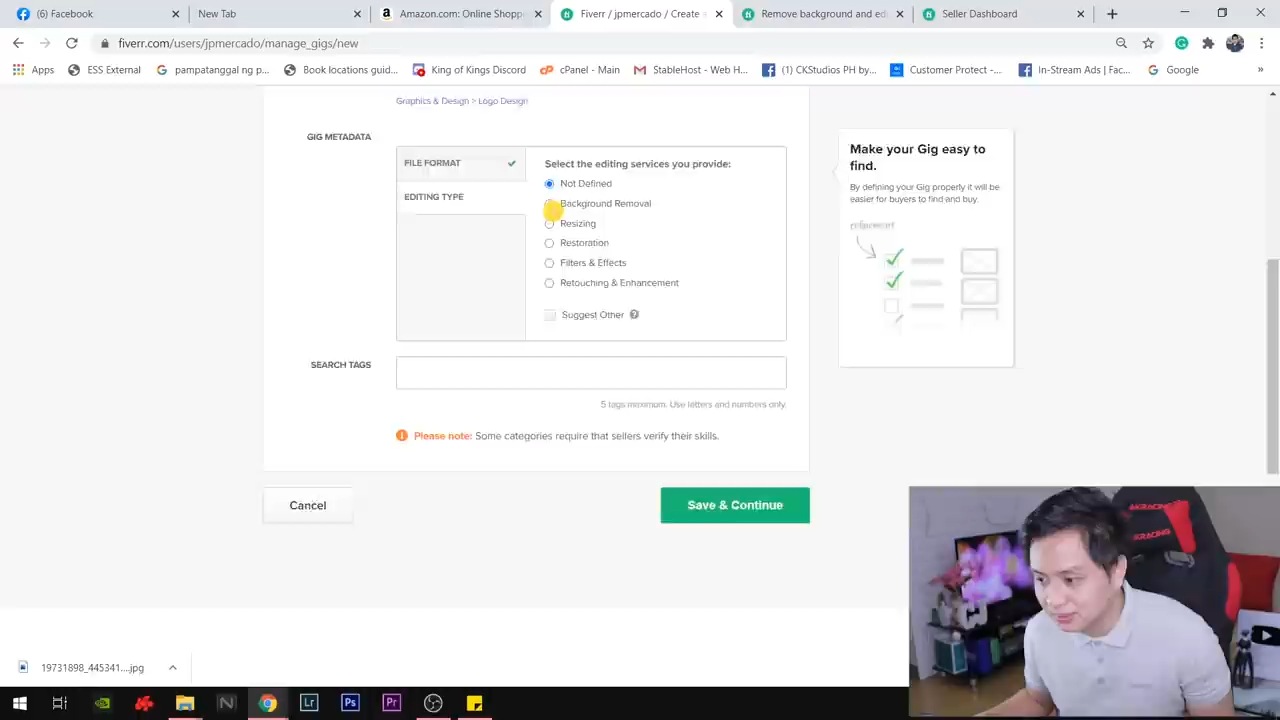 (6) Facebook
New Tab
Amazon.com: Online Shopp
Fiverr / jpmercado / Create
Remove background and edi
Seller Dashboard
fiverr.com/users/jpmercado/manage_gigs/new
Apps
ESS External
pampatanggal ng p...
Book locations guid...
King of Kings Discord
cPanel - Main
StableHost - Web H...
CKStudios PH by...
Customer Protect -...
In-Stream Ads | Fac...
Google
»
Graphics & Design > Logo Design
GIG METADATA
FILE FORMAT
EDITING TYPE
Select the editing services you provide:
Not Defined
Background Removal
Resizing
Restoration
Filters & Effects
Retouching & Enhancement
Suggest Other
SEARCH TAGS
5 tags maximum. Use letters and numbers only.
Please note: Some categories require that sellers verify their skills.
Cancel
Save & Continue
Make your Gig easy to
find.
By defining your Gig properly it will be
easier for buyers to find and buy.
19731898_445341....jpg
Lr
Ps
Pr
AKRACING
AKRACING